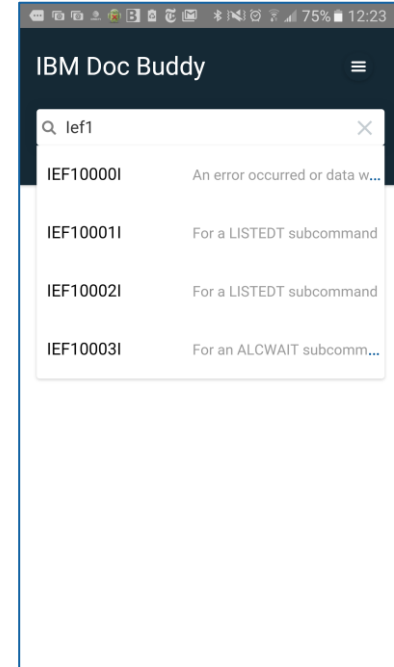 75% 12:23
IBM Doc Buddy
Ief1
IEF10000I An error occurred or data w...
IEF10001I For a LISTEDT subcommand
IEF10002I For a LISTEDT subcommand
IEF10003I For an ALCWAIT subcomm...